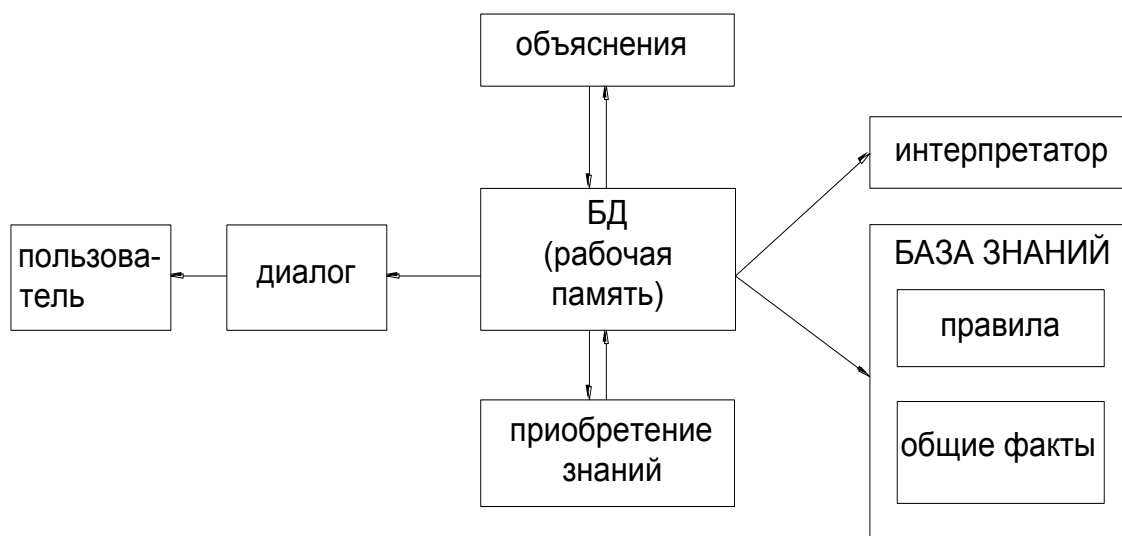 объяснения
интерпретатор
БД
(рабочая
память)
пользова-
тель
диалог
БАЗА ЗНАНИЙ
правила
общие факты
приобретение
знаний